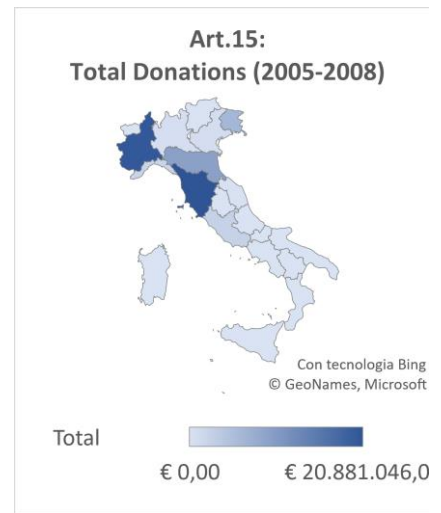 Art.15:
Total Donations (2005-2008)
Con tecnologia Bing
© GeoNames, Microsoft
Total
€ 0,00 € 20.881.046,0